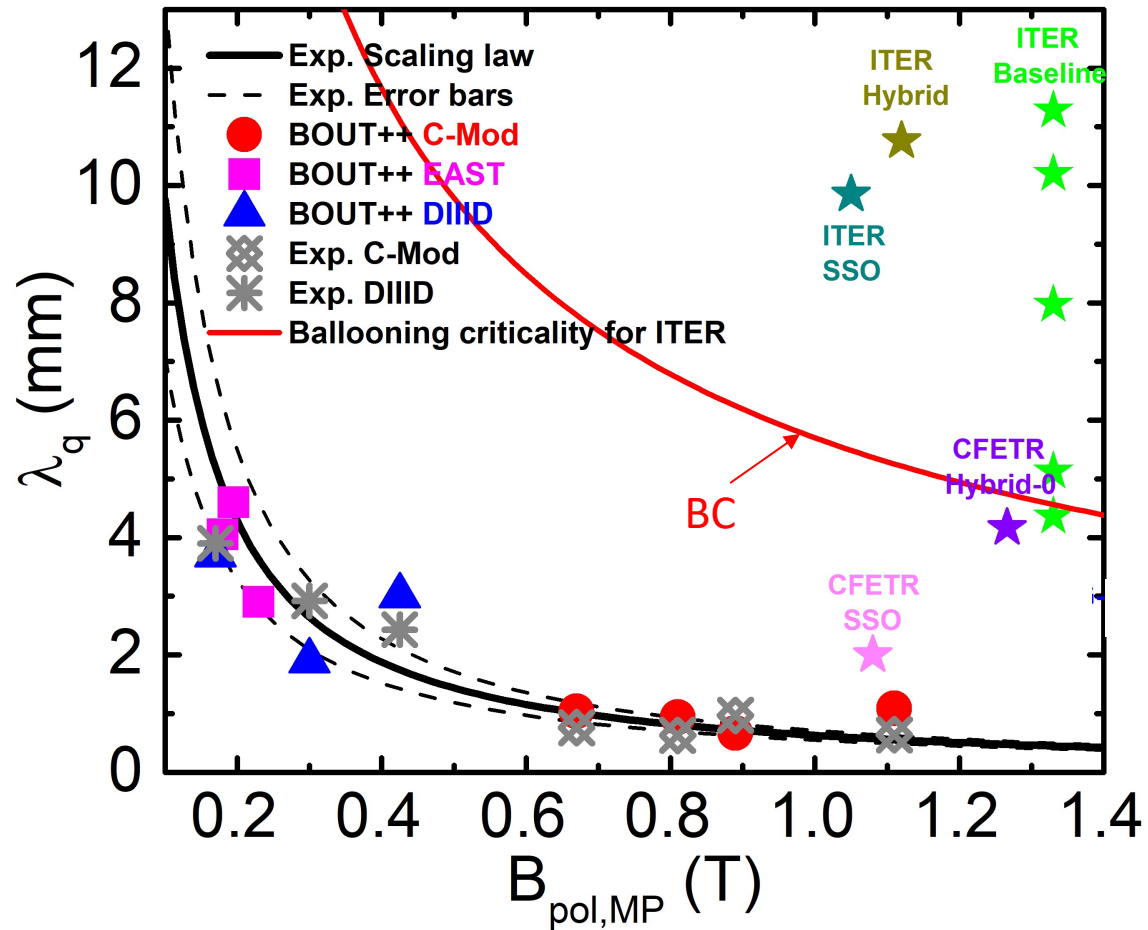 Exp. Scaling law
Exp. Error bars
BOUT++ C-Mod
BOUT++ EAST
BOUT++ DIIID
Exp. C-Mod
Exp. DIIID
Ballooning criticality for ITER
ITER
Hybrid
ITER
Baseline
ITER
SSO
CFETR
Hybrid-0
BC
CFETR
SSO
λq (mm)
12
10
8
6
4
2
0
0.2 0.4 0.6 0.8 1.0 1.2 1.4
Bpol,MP (T)